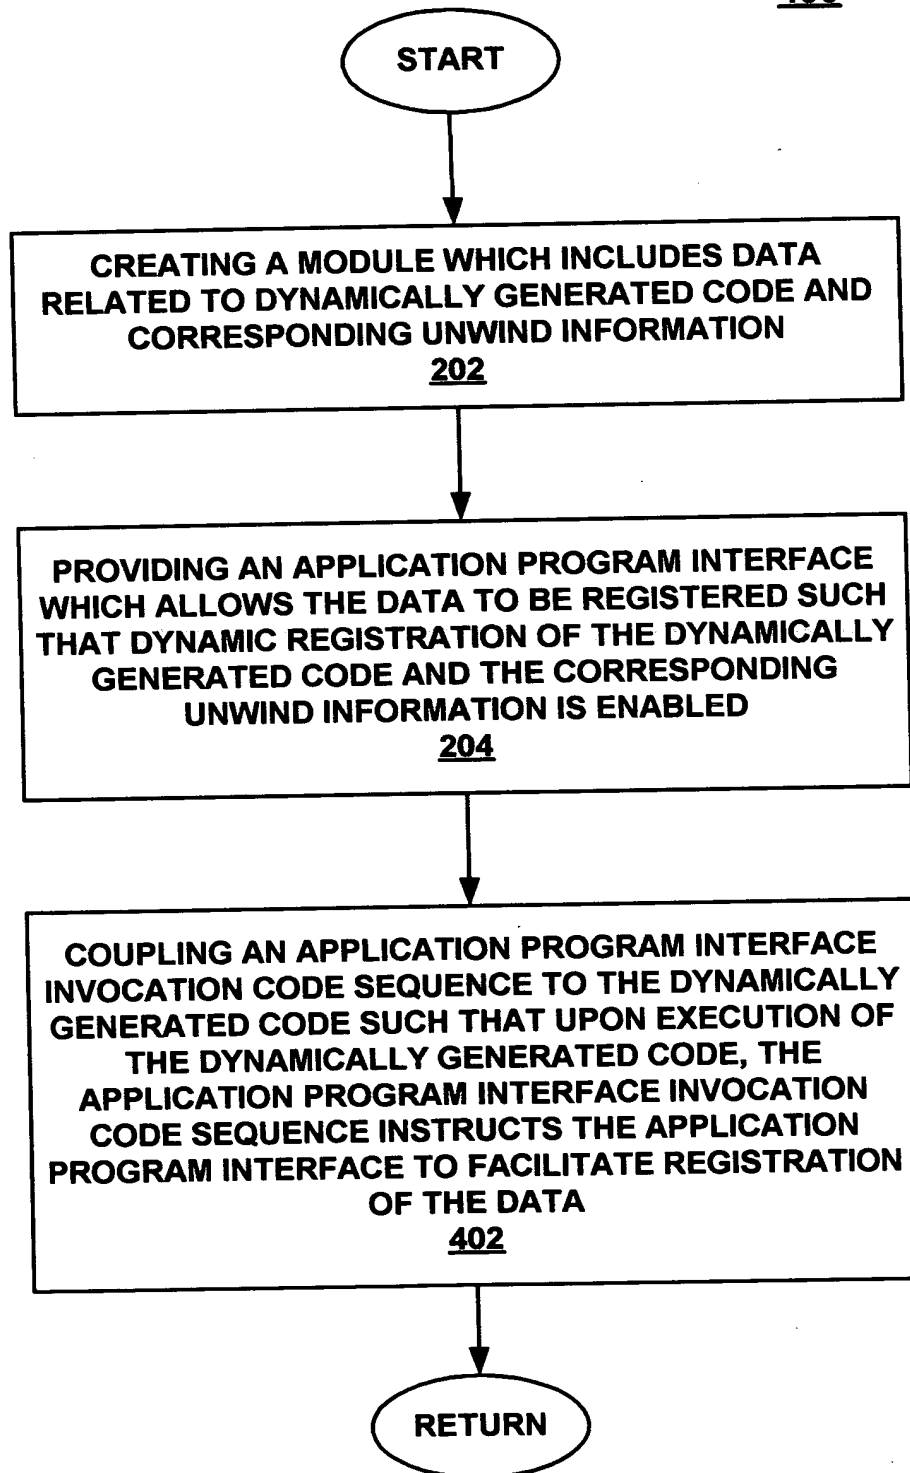 START
CREATING A MODULE WHICH INCLUDES DATA
RELATED TO DYNAMICALLY GENERATED CODE AND
CORRESPONDING UNWIND INFORMATION
202
PROVIDING AN APPLICATION PROGRAM INTERFACE
WHICH ALLOWS THE DATA TO BE REGISTERED SUCH
THAT DYNAMIC REGISTRATION OF THE DYNAMICALLY
GENERATED CODE AND THE CORRESPONDING
UNWIND INFORMATION IS ENABLED
204
COUPLING AN APPLICATION PROGRAM INTERFACE
INVOCATION CODE SEQUENCE TO THE DYNAMICALLY
GENERATED CODE SUCH THAT UPON EXECUTION OF
THE DYNAMICALLY GENERATED CODE, THE
APPLICATION PROGRAM INTERFACE INVOCATION
CODE SEQUENCE INSTRUCTS THE APPLICATION
PROGRAM INTERFACE TO FACILITATE REGISTRATION
OF THE DATA
402
RETURN